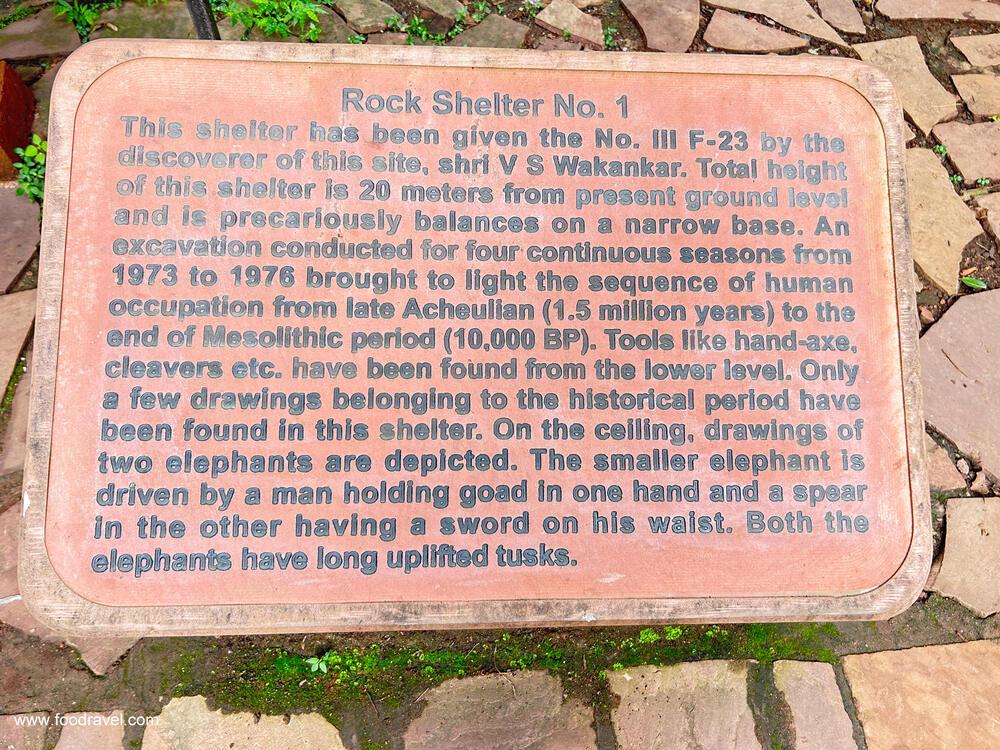 Rock Shelter No. 1
This shelter has been given the No. III F-23 by the
discoverer of this site, shri V S Wakankar. Total height
of this shelter is 20 meters from present ground level
and is precariously balances on a narrow base. An
excavation conducted for four continuous seasons from
1973 to 1976 brought to light the sequence of human
occupation from late Acheulian (1.5 million years) to the
end of Mesolithic period (10,000 BP). Tools like hand-axe,
cleavers etc. have been found from the lower level. Only
a few drawings belonging to the historical period have
been found in this shelter. On the ceiling, drawings of
two elephants are depicted. The smaller elephant is
driven by a man holding goad in one hand and a spear
in the other having a sword on his waist. Both the
elephants have long uplifted tusks.
www.foodravel.com